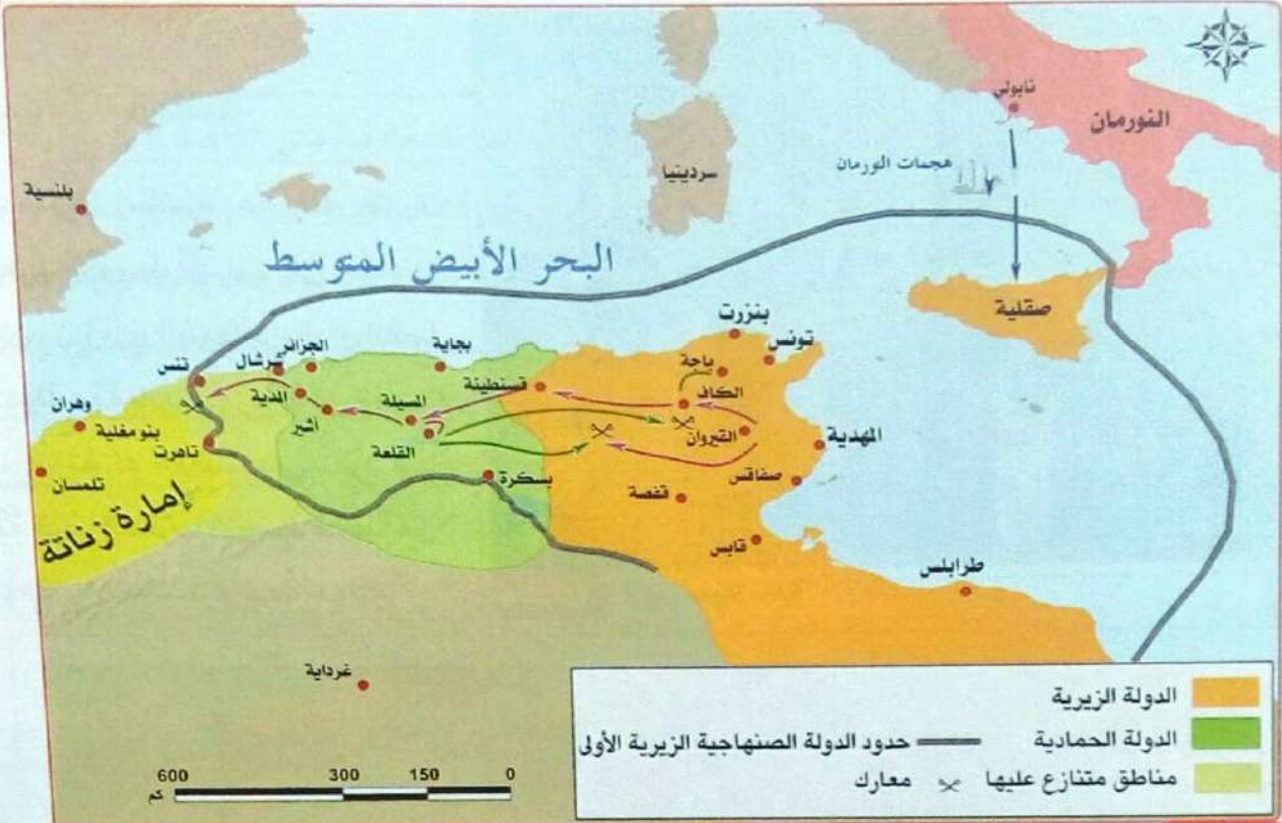 نابولي
النورمان
هجمات النورمان
سردينيا
بلنسية
البحر الأبيض المتوسط
صقلية
بنزرت
تونس
باجة
الكاف
القيروان
المهدية
صفاقس
قفصة
قابس
طرابلس
قسنطينة
بجاية
الجزائر
شرشال
تنس
المدية
أشير
المسيلة
القلعة
بسكرة
وهران
بنو مغلية
تاهرت
تلمسان
إمارة زناتة
غرداية
600 300 150 0
كم
الدولة الزيرية
الدولة الحمادية
حدود الدولة الصنهاجية الزيرية الأولى
مناطق متنازع عليها
معارك